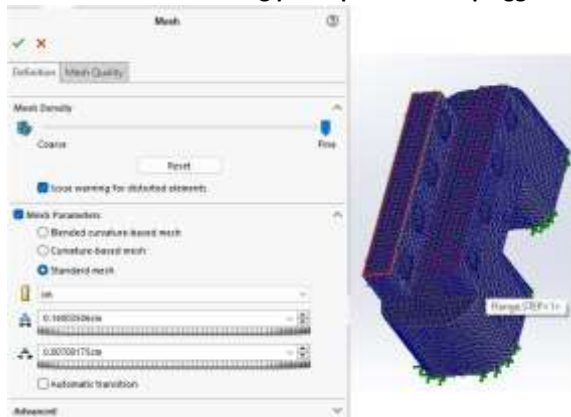 Mesh
Definition Mesh Quality
Mesh Density
Coarse Fine
Reset
Issue warning for distorted elements
Mesh Parameters
Blended curvature-based mesh
Curvature-based mesh
Standard mesh
cm
Automatic transition
Advanced